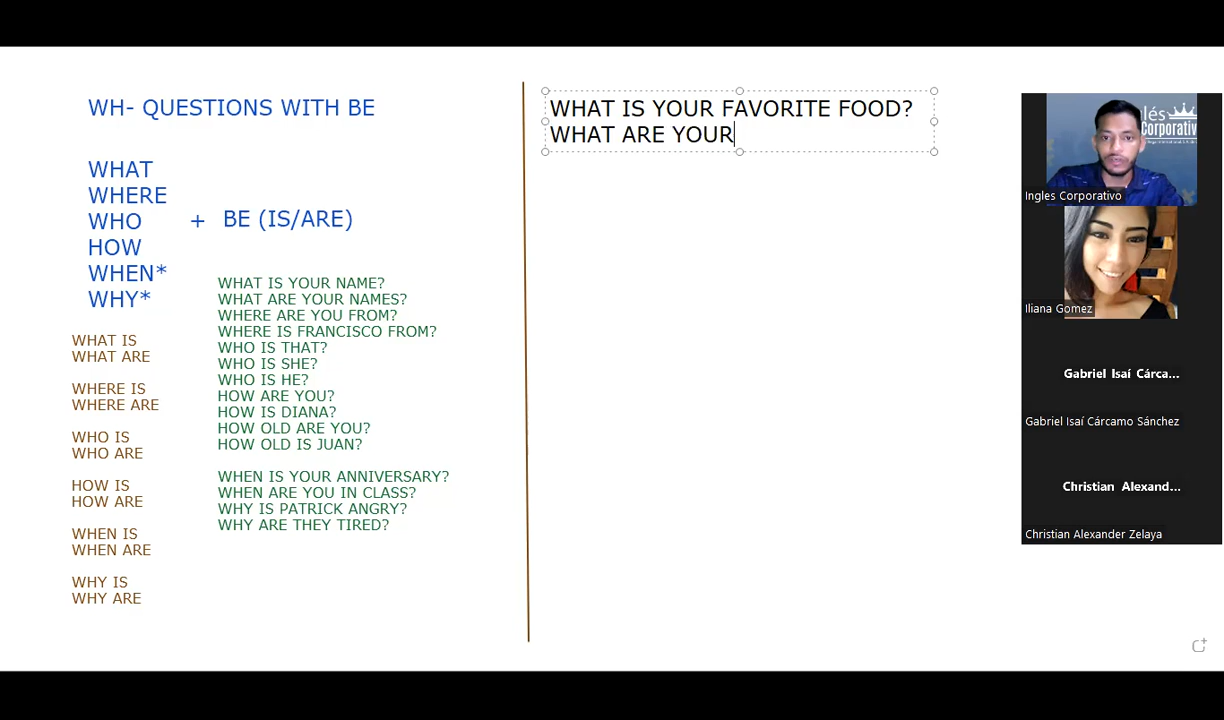 WH- QUESTIONS WITH BE
WHAT
WHERE
WHO
HOW
WHEN*
WHY*
+ BE (IS/ARE)
WHAT IS
WHAT ARE
WHERE IS
WHERE ARE
WHO IS
WHO ARE
HOW IS
HOW ARE
WHEN IS
WHEN ARE
WHY IS
WHY ARE
WHAT IS YOUR NAME?
WHAT ARE YOUR NAMES?
WHERE ARE YOU FROM?
WHERE IS FRANCISCO FROM?
WHO IS THAT?
WHO IS SHE?
WHO IS HE?
HOW ARE YOU?
HOW IS DIANA?
HOW OLD ARE YOU?
HOW OLD IS JUAN?
WHEN IS YOUR ANNIVERSARY?
WHEN ARE YOU IN CLASS?
WHY IS PATRICK ANGRY?
WHY ARE THEY TIRED?
WHAT IS YOUR FAVORITE FOOD?
WHAT ARE YOUR
glés
Corporativ
Ingles Corporativo
Iliana Gomez
Gabriel Isaí Cárca...
Gabriel Isaí Cárcamo Sánchez
Christian Alexand...
Christian Alexander Zelaya